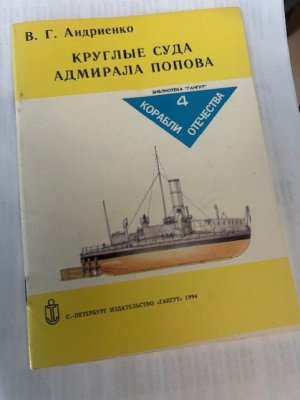 В. Г. Андриенко
КРУГЛЫЕ СУДА
АДМИРАЛА ПОПОВА
БИБЛИОТЕКА "ГАНГУТ"
4
КОРАБЛИ
ОТЕЧЕСТВА
С.-ПЕТЕРБУРГ ИЗДАТЕЛЬСТВО «ГАНГУТ» 1994